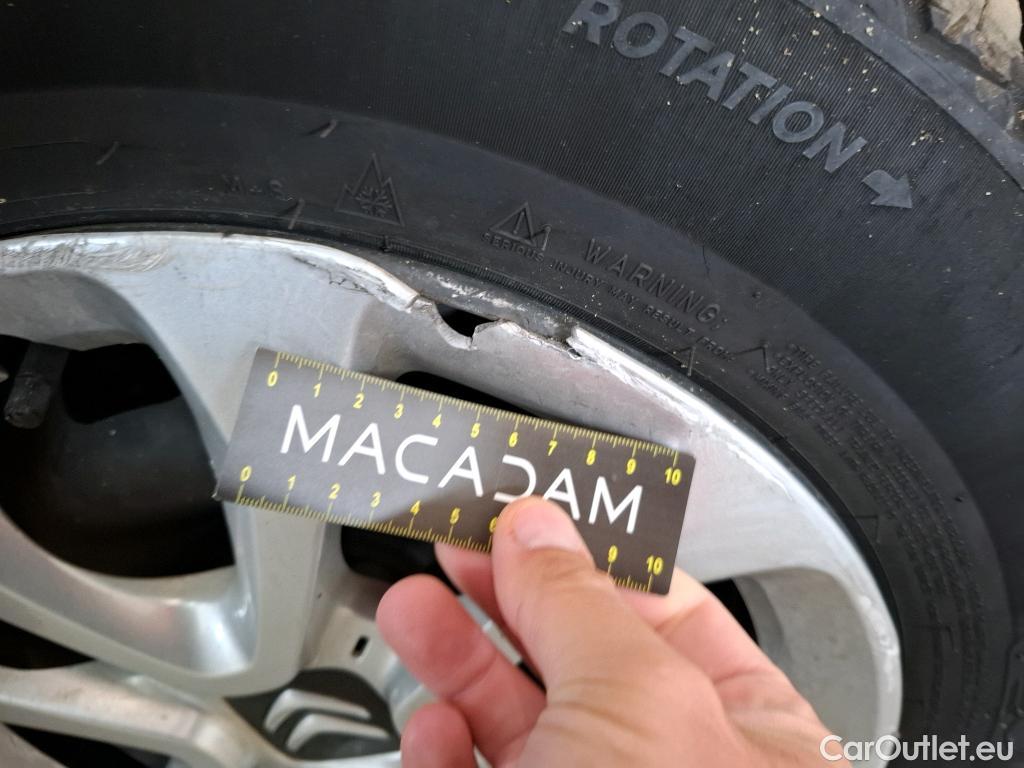 ROTATION
M+S
WARNING:
SERIOUS INJURY MAY RESULT FROM
0 1 2 3 4 5 6 7 8 9 10
MACADAM
0 1 2 3 4 5 6 9 10
CarOutlet.eu